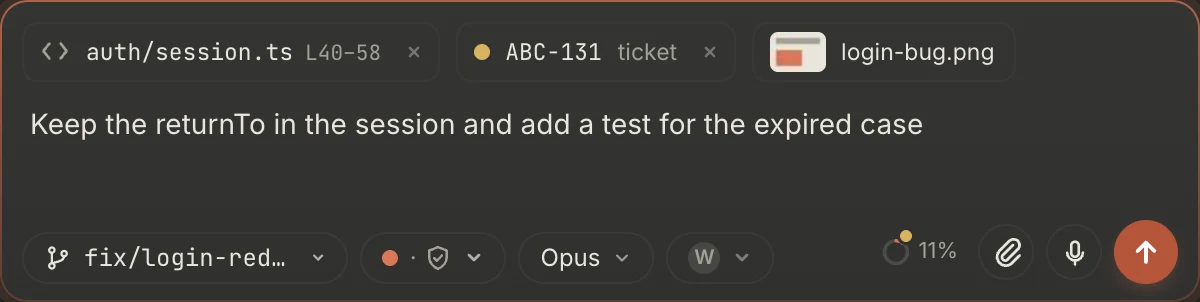 auth/session.ts L40–58 × ABC-131 ticket × login-bug.png
Keep the returnTo in the session and add a test for the expired case
fix/login-red… · Opus W 11%